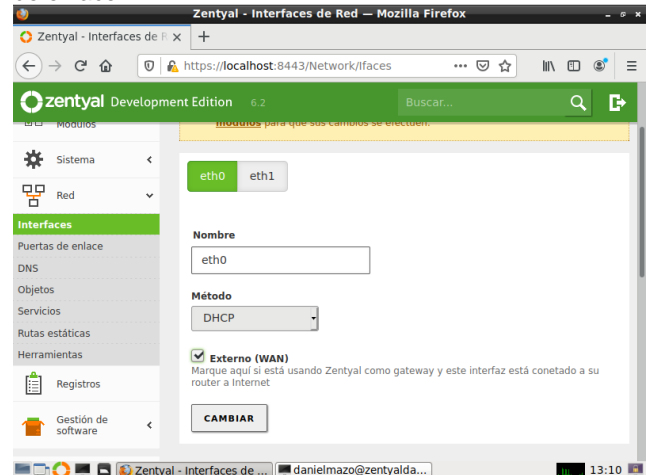 Zentyal - Interfaces de Red — Mozilla Firefox
Zentyal - Interfaces de R
https://localhost:8443/Network/Ifaces
zentyal Development Edition 6.2
Buscar...
Módulos
módulos para que sus cambios se efectúen.
Sistema
eth0 eth1
Red
Interfaces
Puertas de enlace
DNS
Objetos
Servicios
Rutas estáticas
Herramientas
Registros
Gestión de
software
Nombre
eth0
Método
DHCP
Externo (WAN)
Marque aquí si está usando Zentyal como gateway y este interfaz está conetado a su
router a Internet
CAMBIAR
Zentyal - Interfaces de ... danielmazo@zentyalda... 13:10